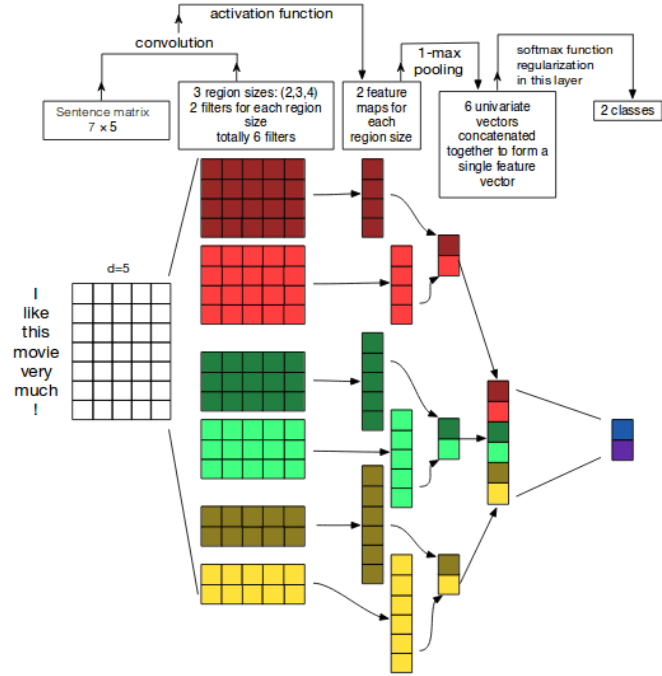 activation function
convolution
1-max
pooling
softmax function
regularization
in this layer
Sentence matrix
7 × 5
3 region sizes: (2,3,4)
2 filters for each region
size
totally 6 filters
2 feature
maps for
each
region size
6 univariate
vectors
concatenated
together to form a
single feature
vector
2 classes
d=5
I
like
this
movie
very
much
!